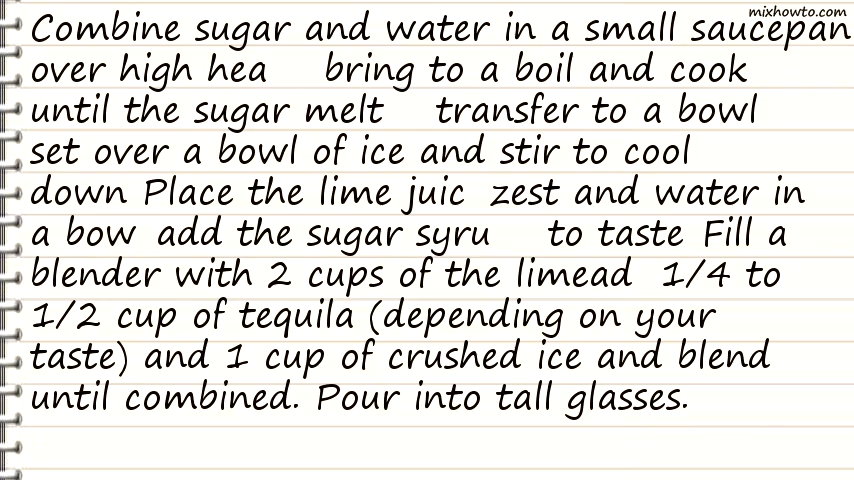 mixhowto.com
Combine sugar and water in a small saucepan
over high hea bring to a boil and cook
until the sugar melt transfer to a bowl
set over a bowl of ice and stir to cool
down Place the lime juic zest and water in
a bow add the sugar syru to taste Fill a
blender with 2 cups of the limead 1/4 to
1/2 cup of tequila (depending on your
taste) and 1 cup of crushed ice and blend
until combined. Pour into tall glasses.